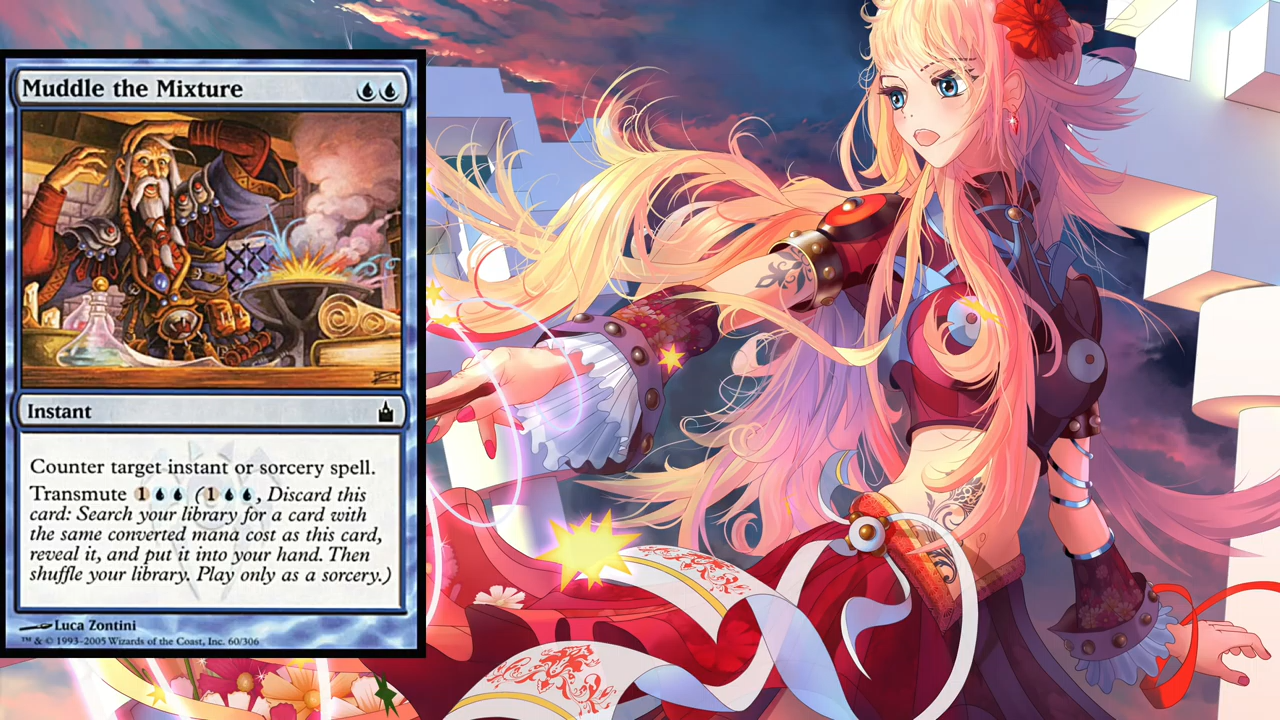 Muddle the Mixture
Instant
Counter target instant or sorcery spell.
Transmute 1 (1, Discard this
card: Search your library for a card with
the same converted mana cost as this card,
reveal it, and put it into your hand. Then
shuffle your library. Play only as a sorcery.)
Luca Zontini
™ & © 1993-2005 Wizards of the Coast, Inc. 60/306